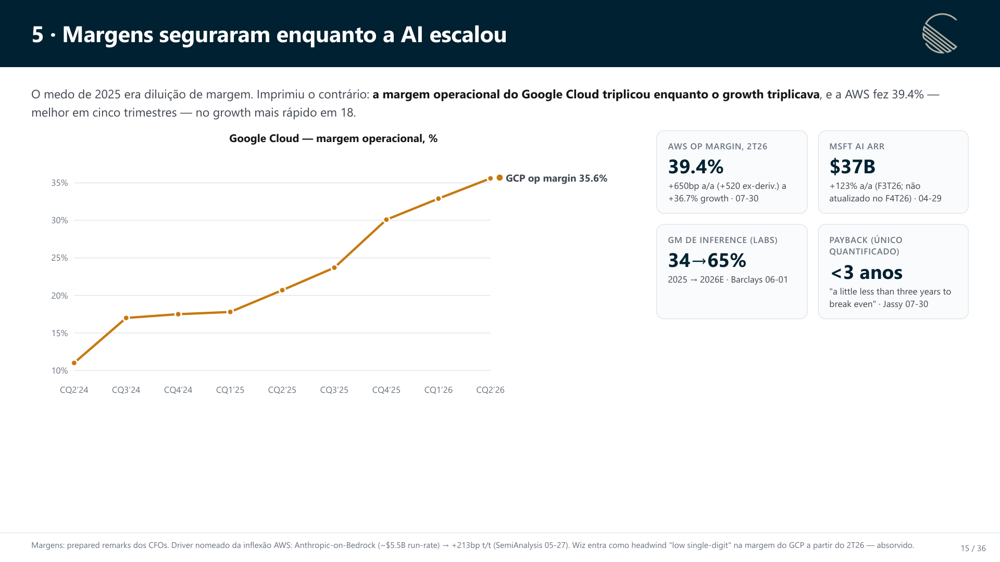 5 · Margens seguraram enquanto a AI escalou
O medo de 2025 era diluição de margem. Imprimiu o contrário: a margem operacional do Google Cloud triplicou enquanto o growth triplicava, e a AWS fez 39.4% —
melhor em cinco trimestres — no growth mais rápido em 18.
Google Cloud — margem operacional, %
35%
30%
25%
20%
15%
10%
GCP op margin 35.6%
CQ2’24 CQ3’24 CQ4’24 CQ1’25 CQ2’25 CQ3’25 CQ4’25 CQ1’26 CQ2’26
AWS OP MARGIN, 2T26
39.4%
+650bp a/a (+520 ex-deriv.) a
+36.7% growth · 07-30
MSFT AI ARR
$37B
+123% a/a (F3T26; não
atualizado no F4T26) · 04-29
GM DE INFERENCE (LABS)
34→65%
2025 → 2026E · Barclays 06-01
PAYBACK (ÚNICO
QUANTIFICADO)
<3 anos
"a little less than three years to
break even" · Jassy 07-30
Margens: prepared remarks dos CFOs. Driver nomeado da inflexão AWS: Anthropic-on-Bedrock (~$5.5B run-rate) → +213bp t/t (SemiAnalysis 05-27). Wiz entra como headwind "low single-digit" na margem do GCP a partir do 2T26 — absorvido.
15 / 36